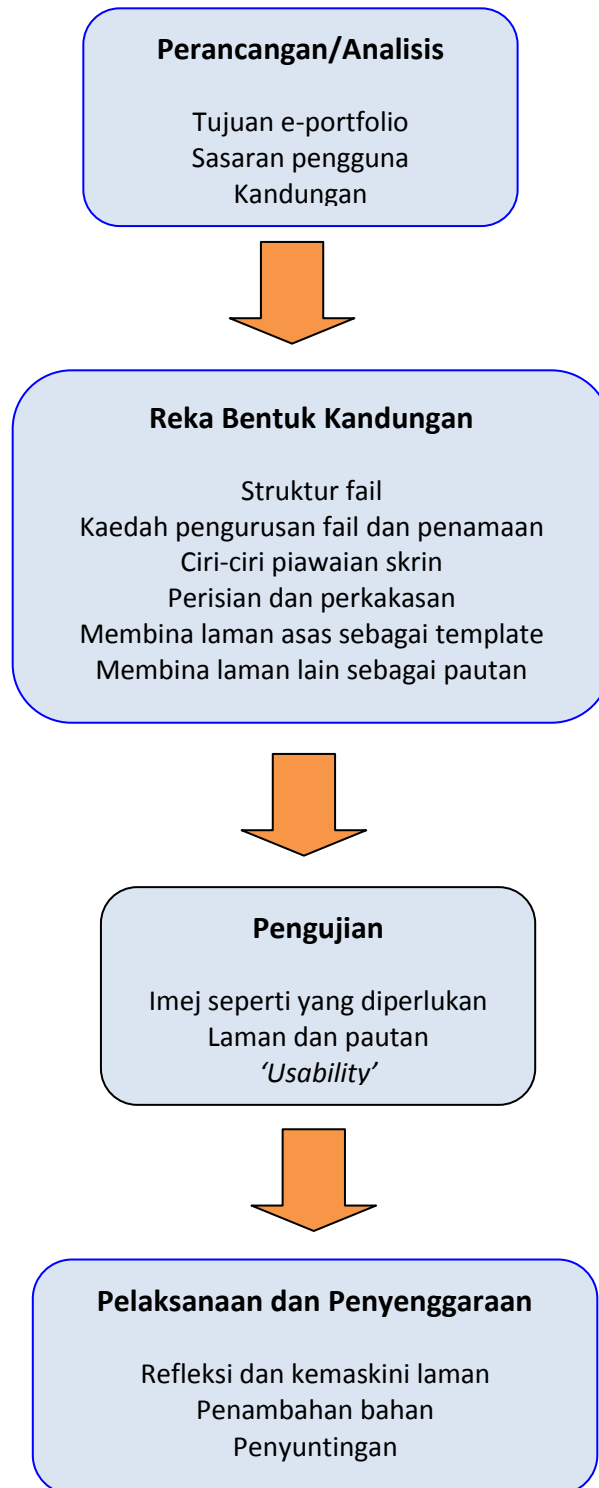 Perancangan/Analisis
Tujuan e-portfolio
Sasaran pengguna
Kandungan
Reka Bentuk Kandungan
Struktur fail
Kaedah pengurusan fail dan penamaan
Ciri-ciri piawaian skrin
Perisian dan perkakasan
Membina laman asas sebagai template
Membina laman lain sebagai pautan
Pengujian
Imej seperti yang diperlukan
Laman dan pautan
‘Usability’
Pelaksanaan dan Penyenggaraan
Refleksi dan kemaskini laman
Penambahan bahan
Penyuntingan